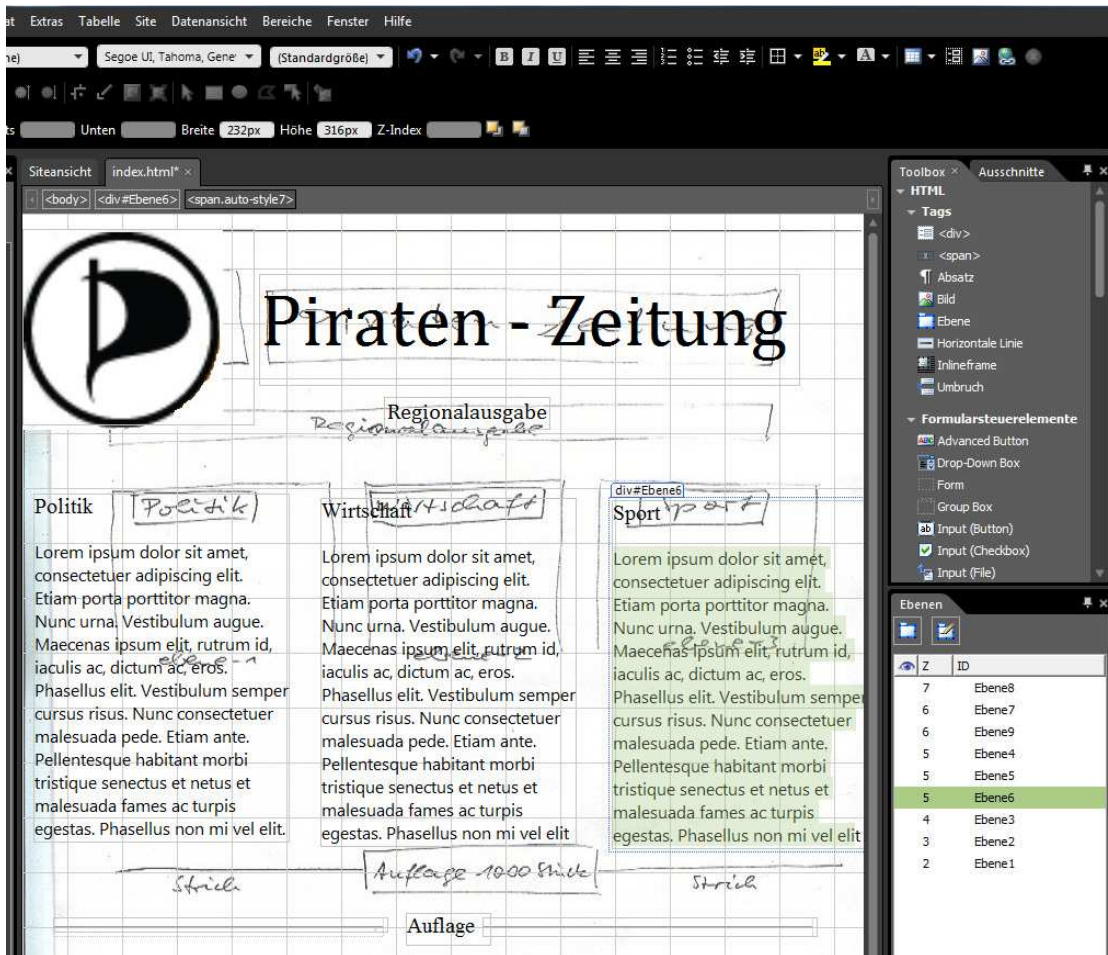 at Extras Tabelle Site Datenansicht Bereiche Fenster Hilfe
ne) Segoe UI, Tahoma, Gene (Standardgröße) B I U A
ts Unten Breite 232px Höhe 316px Z-Index
Siteansicht index.html*
<body> <div#Ebene6> <span.auto-style7>
Piraten - Zeitung
Regionalausgabe
Regionalausgabe
Politik
Politik
Lorem ipsum dolor sit amet,
consectetuer adipiscing elit.
Etiam porta porttitor magna.
Nunc urna. Vestibulum augue.
Maecenas ipsum elit, rutrum id,
iaculis ac, dictum ac, eros.
Phasellus elit. Vestibulum semper
cursus risus. Nunc consectetuer
malesuada pede. Etiam ante.
Pellentesque habitant morbi
tristique senectus et netus et
malesuada fames ac turpis
egestas. Phasellus non mi vel elit.
ebene-1
Wirtschaft
Wirtschaft
Lorem ipsum dolor sit amet,
consectetuer adipiscing elit.
Etiam porta porttitor magna.
Nunc urna. Vestibulum augue.
Maecenas ipsum elit, rutrum id,
iaculis ac, dictum ac, eros.
Phasellus elit. Vestibulum semper
cursus risus. Nunc consectetuer
malesuada pede. Etiam ante.
Pellentesque habitant morbi
tristique senectus et netus et
malesuada fames ac turpis
egestas. Phasellus non mi vel elit
div#Ebene6
Sport
Sport
Lorem ipsum dolor sit amet,
consectetuer adipiscing elit.
Etiam porta porttitor magna.
Nunc urna. Vestibulum augue.
Maecenas ipsum elit, rutrum id,
iaculis ac, dictum ac, eros.
Phasellus elit. Vestibulum semper
cursus risus. Nunc consectetuer
malesuada pede. Etiam ante.
Pellentesque habitant morbi
tristique senectus et netus et
malesuada fames ac turpis
egestas. Phasellus non mi vel elit
ebene-3
Auflage 1000 Stück
Strich Strich
Auflage
Toolbox Ausschnitte
HTML
Tags
<div>
<span>
Absatz
Bild
Ebene
Horizontale Linie
Inlineframe
Umbruch
Formularsteuerelemente
Advanced Button
Drop-Down Box
Form
Group Box
Input (Button)
Input (Checkbox)
Input (File)
Ebenen
Z ID
7 Ebene8
6 Ebene7
6 Ebene9
5 Ebene4
5 Ebene5
5 Ebene6
4 Ebene3
3 Ebene2
2 Ebene1